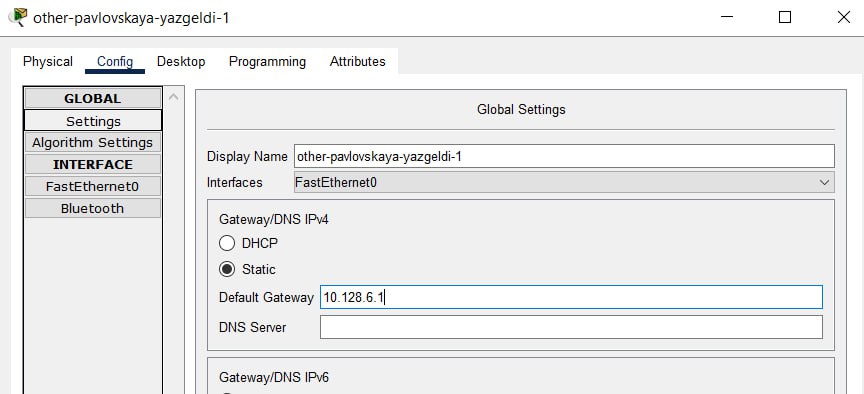 other-pavlovskaya-yazgeldi-1
Physical Config Desktop Programming Attributes
GLOBAL
Settings
Algorithm Settings
INTERFACE
FastEthernet0
Bluetooth
Global Settings
Display Name other-pavlovskaya-yazgeldi-1
Interfaces FastEthernet0
Gateway/DNS IPv4
DHCP
Static
Default Gateway 10.128.6.1
DNS Server
Gateway/DNS IPv6